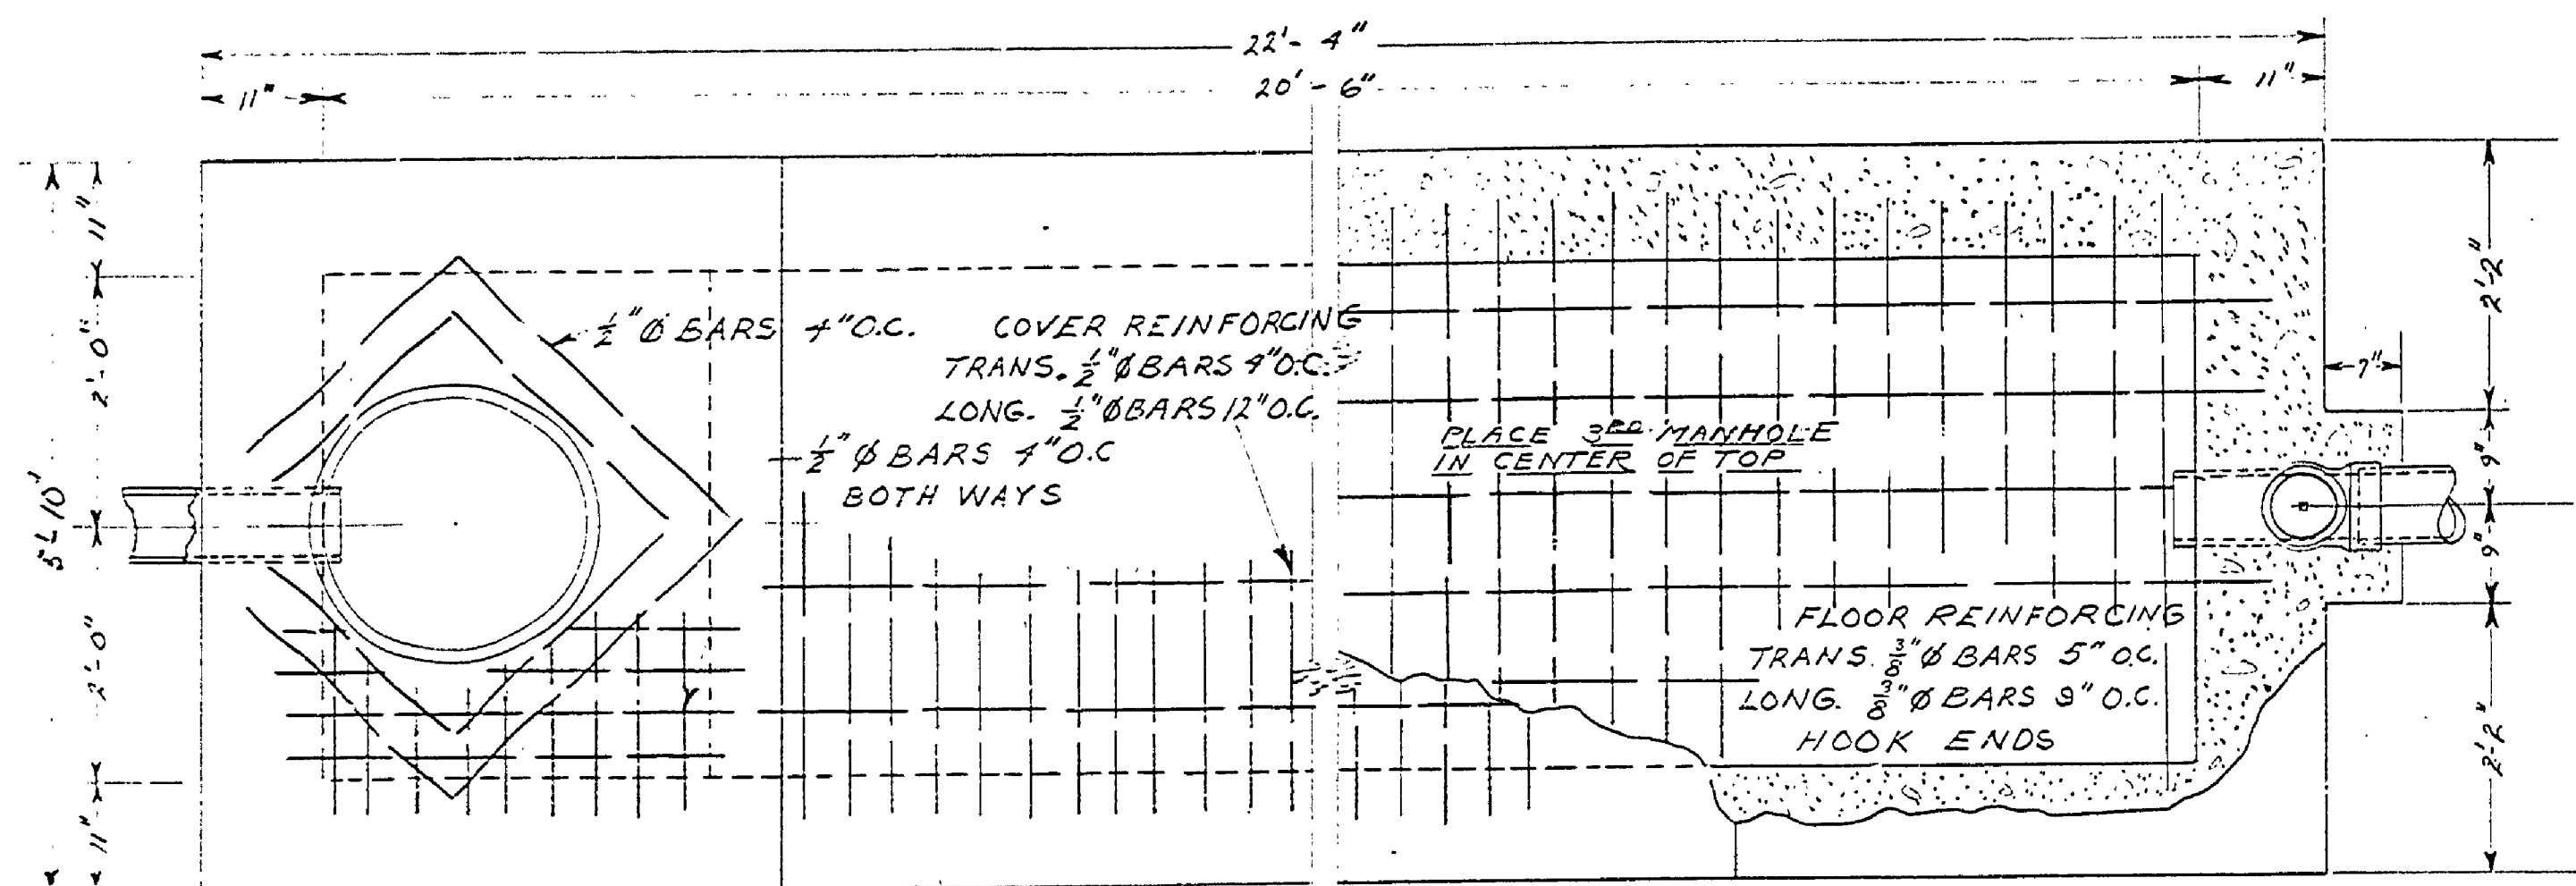 22'- 4"
20'- 6"
11"
11"
11"
2'-0"
5'-10"
2'-0"
11"
½" Ø BARS 4" O.C.
COVER REINFORCING
TRANS. ½" Ø BARS 4" O.C.
LONG. ½" Ø BARS 12" O.C.
½" Ø BARS 4" O.C
BOTH WAYS
PLACE 3RD MANHOLE
IN CENTER OF TOP
FLOOR REINFORCING
TRANS. ⅜" Ø BARS 5" O.C.
LONG. ⅜" Ø BARS 9" O.C.
HOOK ENDS
2'-2"
7"
9"
9"
2'-2"